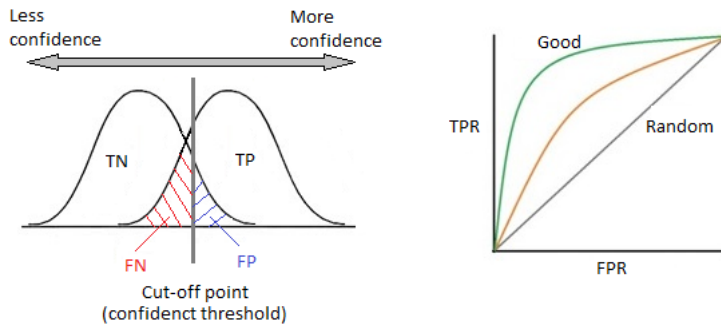 Less
confidence
More
confidence
TN
TP
FN
FP
Cut-off point
(confidenct threshold)
Good
TPR
Random
FPR